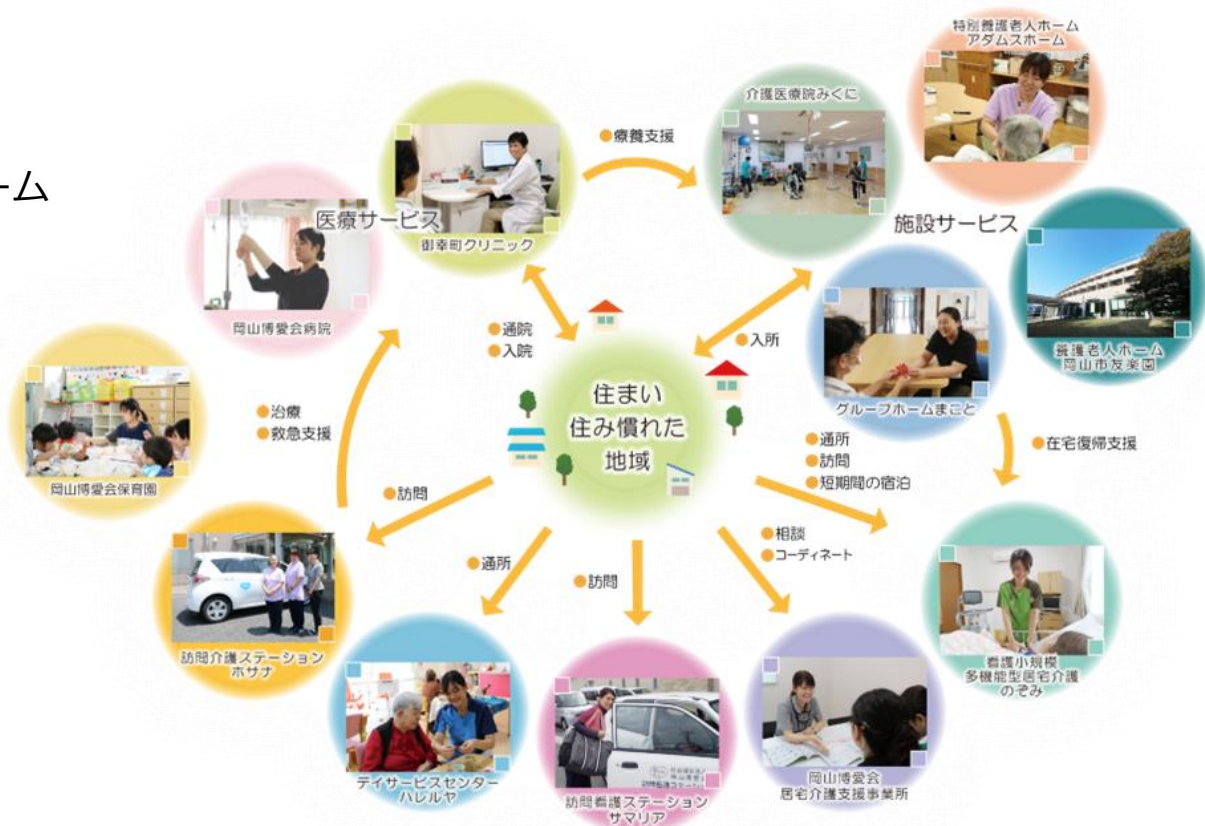 ーム
特別養護老人ホーム
アダムスホーム
介護医療院みくに
●療養支援
医療サービス
御幸町クリニック
施設サービス
岡山博愛会病院
●通院
●入院
●入所
養護老人ホーム
岡山市友楽園
グループホームまこと
住まい
住み慣れた
地域
●治療
●救急支援
岡山博愛会保育園
●通所
●訪問
●短期間の宿泊
●在宅復帰支援
●訪問
●相談
●コーディネート
●通所
●訪問
訪問介護ステーション
ホサナ
看護小規模
多機能型居宅介護
のぞみ
デイサービスセンター
ハレルヤ
訪問看護ステーション
サマリア
岡山博愛会
居宅介護支援事業所